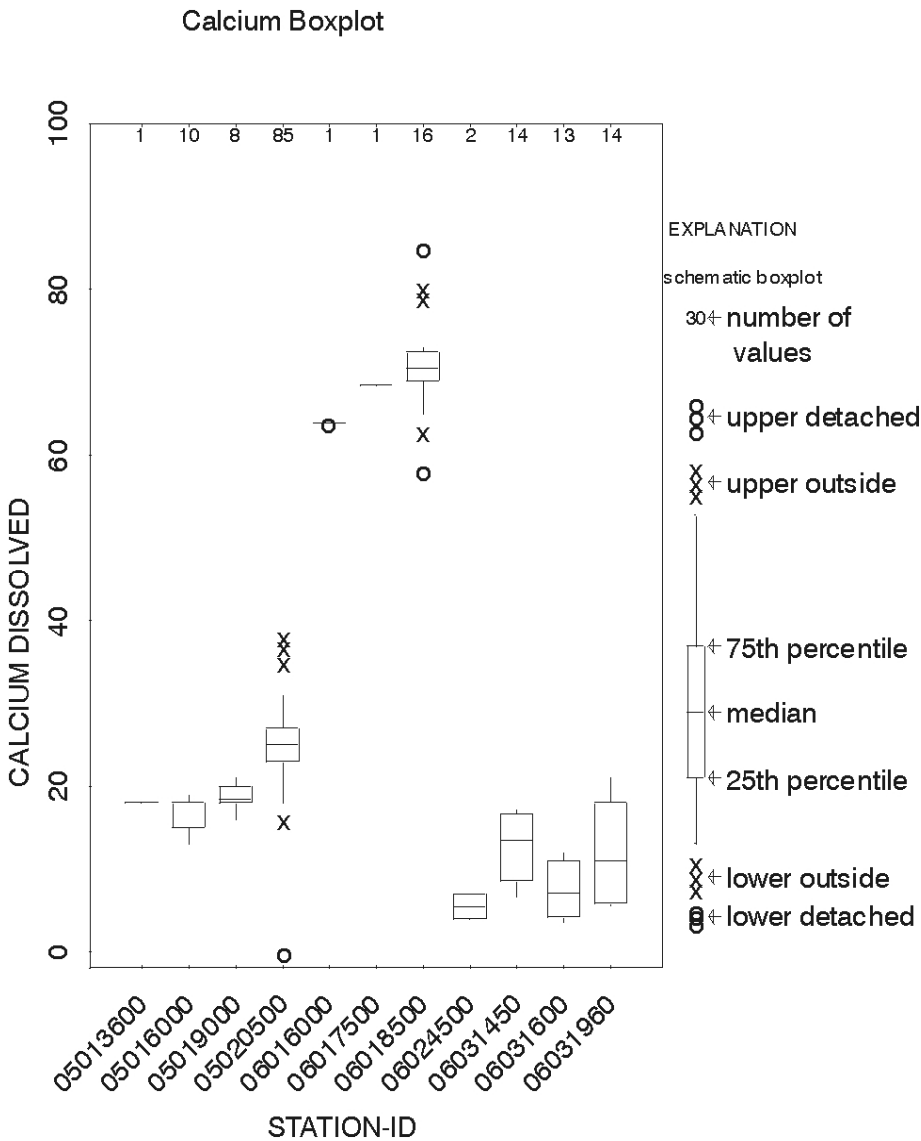 Calcium Boxplot
1 10 8 85 1 1 16 2 14 13 14
100
80
60
40
20
0
CALCIUM DISSOLVED
05013600
05016000
05019000
05020500
06016000
06017500
06018500
06024500
06031450
06031600
06031960
STATION-ID
EXPLANATION
schematic boxplot
30 number of
values
upper detached
upper outside
75th percentile
median
25th percentile
lower outside
lower detached